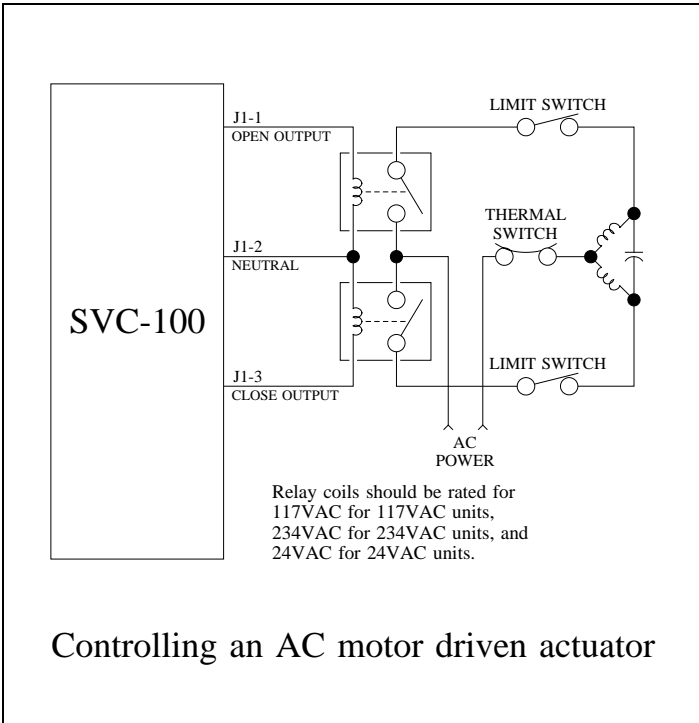 LIMIT SWITCH
J1-1
OPEN OUTPUT
THERMAL
SWITCH
J1-2
NEUTRAL
SVC-100
LIMIT SWITCH
J1-3
CLOSE OUTPUT
AC
POWER
Relay coils should be rated for
117VAC for 117VAC units,
234VAC for 234VAC units, and
24VAC for 24VAC units.
Controlling an AC motor driven actuator